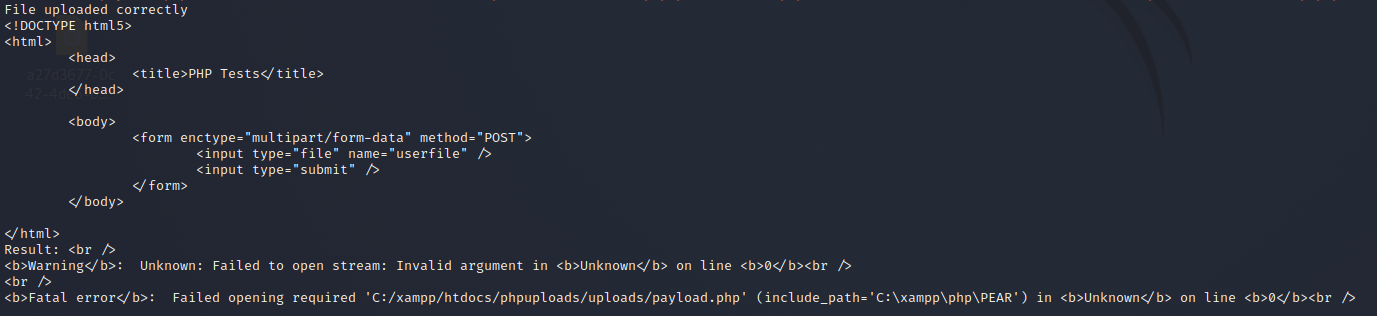 File uploaded correctly
<!DOCTYPE html5>
<html>
<head>
<title>PHP Tests</title>
</head>
<body>
<form enctype="multipart/form-data" method="POST">
<input type="file" name="userfile" />
<input type="submit" />
</form>
</body>
</html>
Result: <br />
<b>Warning</b>:  Unknown: Failed to open stream: Invalid argument in <b>Unknown</b> on line <b>0</b><br />
<br />
<b>Fatal error</b>:  Failed opening required 'C:/xampp/htdocs/phpuploads/uploads/payload.php' (include_path='C:\xampp\php\PEAR') in <b>Unknown</b> on line <b>0</b><br />